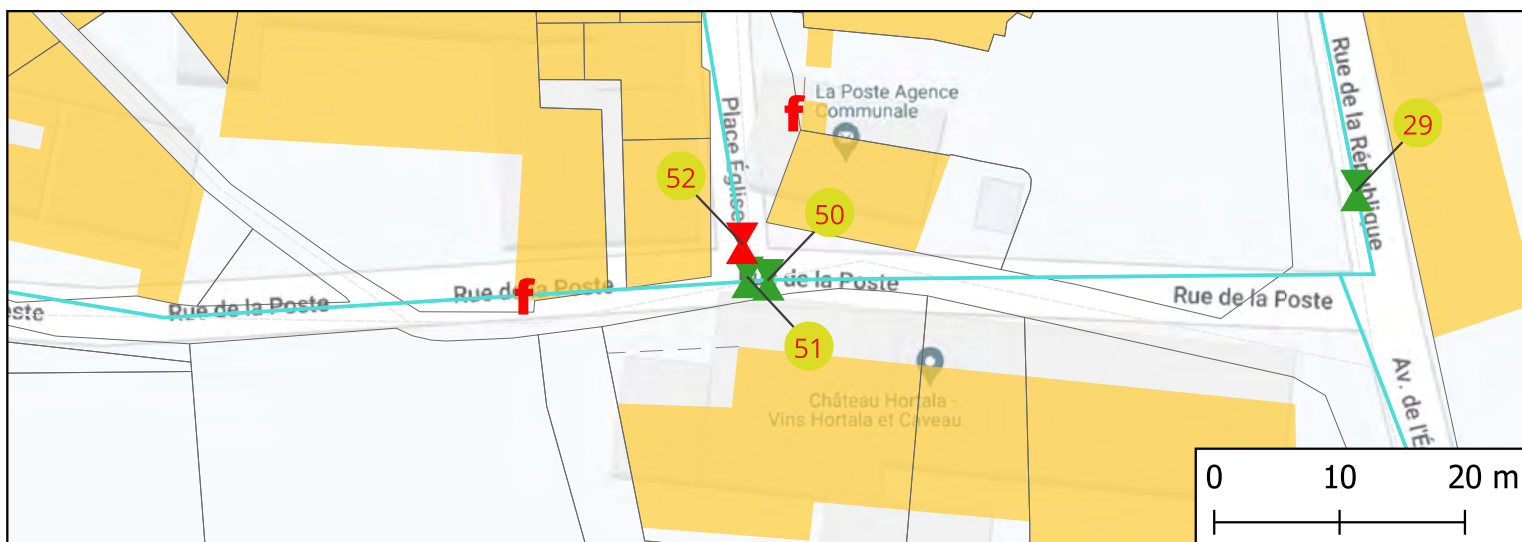 Rue de la République
29
La Poste Agence
Communale
f
Place Église
52
50
Rue de la Poste
f
Rue de la Poste
de la Poste
Rue de la Poste
este
51
Château Hortala -
Vins Hortala et Caveau
Av. de l'É
0 10 20 m